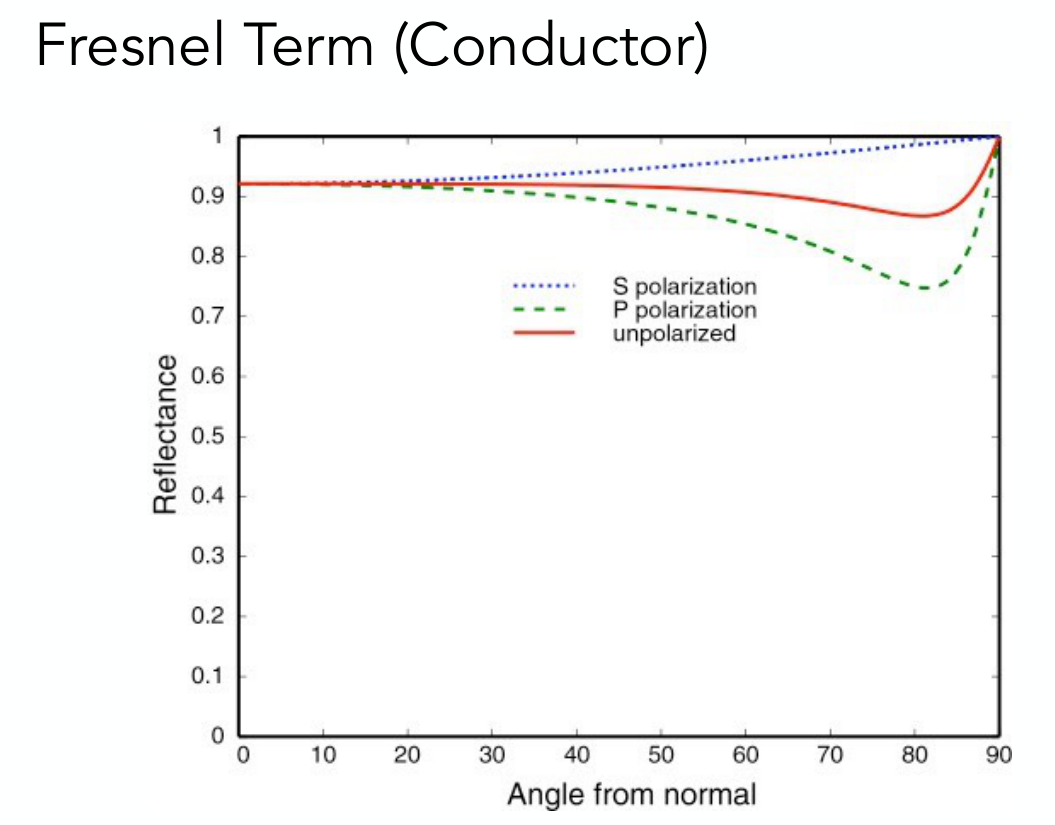 Fresnel Term (Conductor)
1
0.9
0.8
0.7
0.6
0.5
0.4
0.3
0.2
0.1
0
Reflectance
S polarization
P polarization
unpolarized
0 10 20 30 40 50 60 70 80 90
Angle from normal